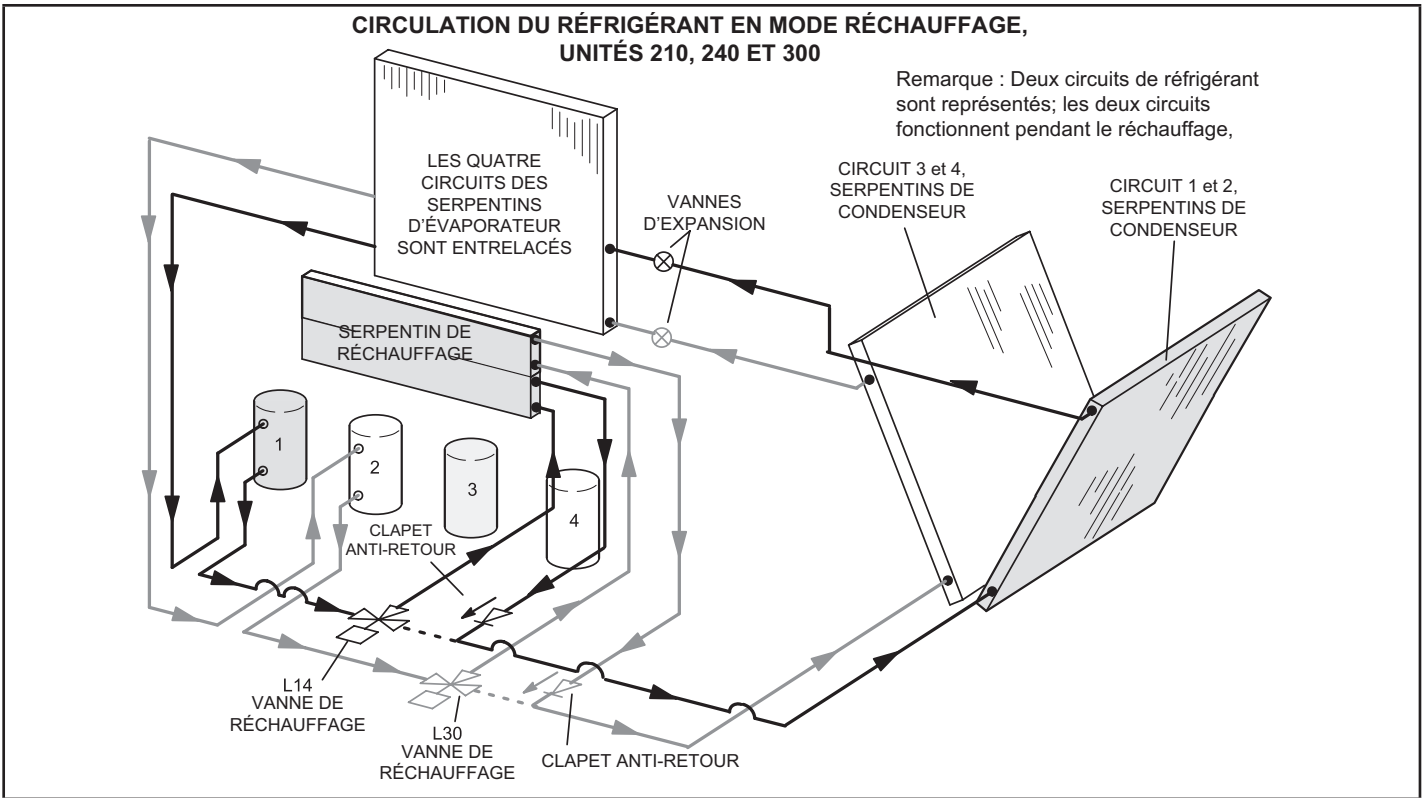 CIRCULATION DU RÉFRIGÉRANT EN MODE RÉCHAUFFAGE,
UNITÉS 210, 240 ET 300
Remarque : Deux circuits de réfrigérant
sont représentés; les deux circuits
fonctionnent pendant le réchauffage,
LES QUATRE
CIRCUITS DES
SERPENTINS
D'ÉVAPORATEUR
SONT ENTRELACÉS
VANNES
D'EXPANSION
CIRCUIT 3 et 4,
SERPENTINS DE
CONDENSEUR
CIRCUIT 1 et 2,
SERPENTINS DE
CONDENSEUR
SERPENTIN DE
RÉCHAUFFAGE
1
2
3
4
CLAPET
ANTI-RETOUR
L14
VANNE DE
RÉCHAUFFAGE
L30
VANNE DE
RÉCHAUFFAGE
CLAPET ANTI-RETOUR